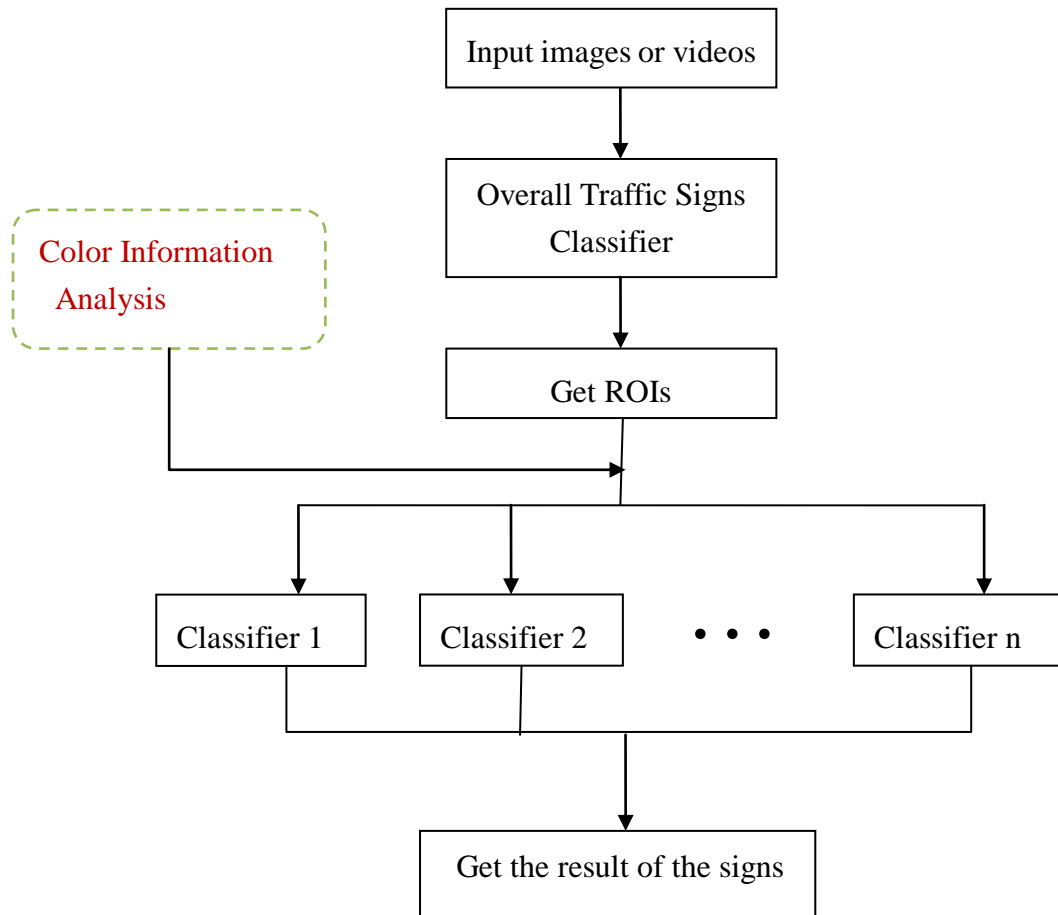 Input images or videos
Overall Traffic Signs
Classifier
Color Information
Analysis
Get ROIs
Classifier 1
Classifier 2
• • •
Classifier n
Get the result of the signs